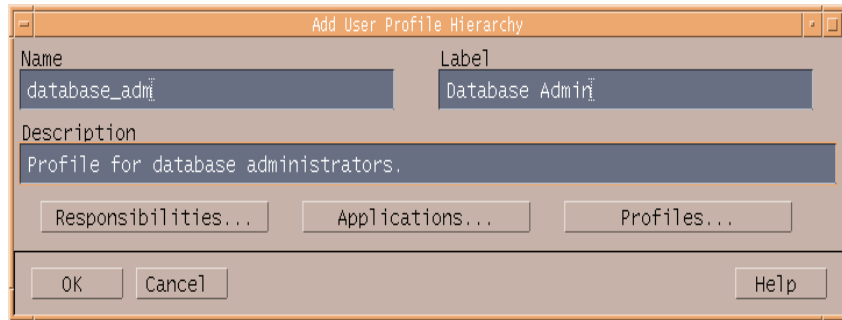 Add User Profile Hierarchy
Name
Label
database_adm
Database Admin
Description
Profile for database administrators.
Responsibilities...
Applications...
Profiles...
OK
Cancel
Help